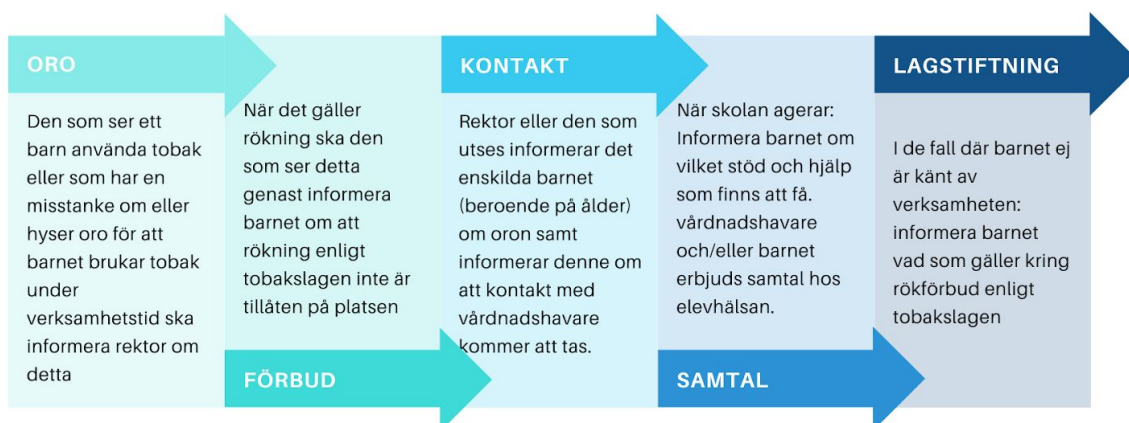 ORO
Den som ser ett
barn använda tobak
eller som har en
misstanke om eller
hyser oro för att
barnet brukar tobak
under
verksamhetstid ska
informera rektor om
detta
När det gäller
rökning ska den
som ser detta
genast informera
barnet om att
rökning enligt
tobakslagen inte är
tillåten på platsen
FÖRBUD
KONTAKT
Rektor eller den som
utses informerar det
enskilda barnet
(beroende på ålder)
om oron samt
informerar denne om
att kontakt med
vårdnadshavare
kommer att tas.
När skolan agerar:
Informera barnet om
vilket stöd och hjälp
som finns att få.
vårdnadshavare
och/eller barnet
erbjuds samtal hos
elevhälsan.
SAMTAL
LAGSTIFTNING
I de fall där barnet ej
är känt av
verksamheten:
informera barnet
vad som gäller kring
rökförbud enligt
tobakslagen